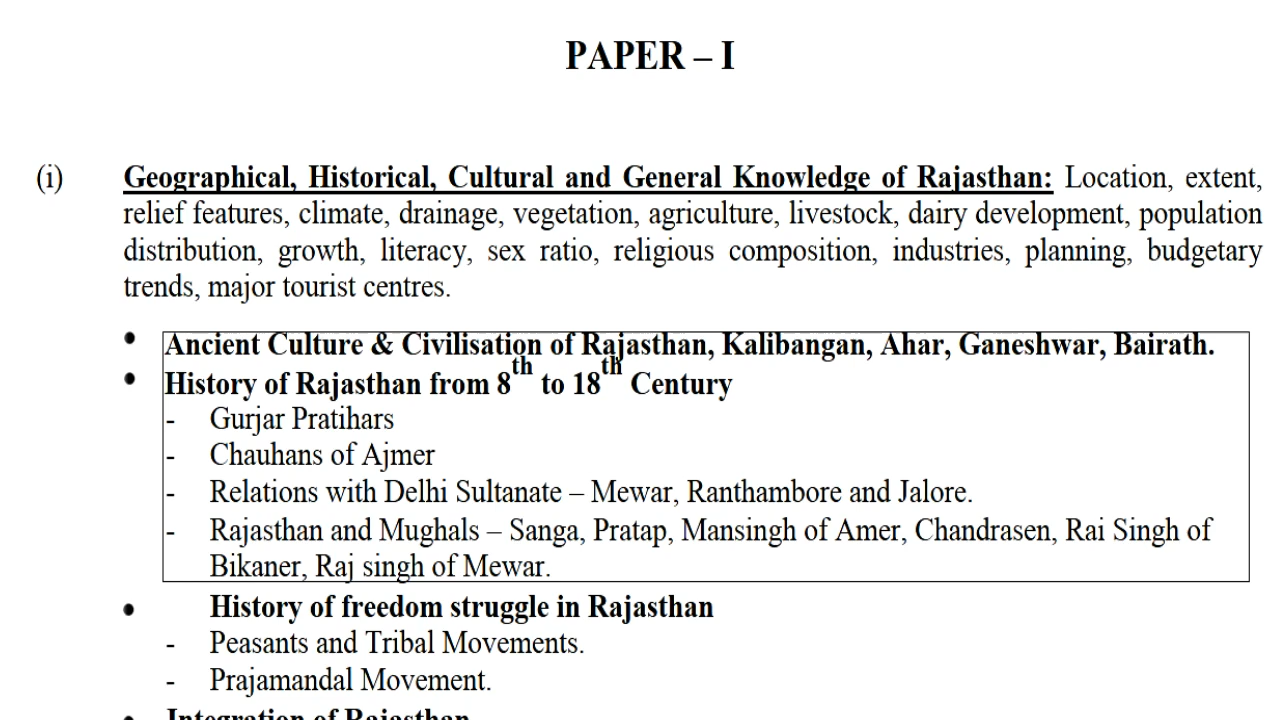 PAPER – I
(i) Geographical, Historical, Cultural and General Knowledge of Rajasthan: Location, extent,
relief features, climate, drainage, vegetation, agriculture, livestock, dairy development, population
distribution, growth, literacy, sex ratio, religious composition, industries, planning, budgetary
trends, major tourist centres.
• Ancient Culture & Civilisation of Rajasthan, Kalibangan, Ahar, Ganeshwar, Bairath.
• History of Rajasthan from 8th to 18th Century
- Gurjar Pratihars
- Chauhans of Ajmer
- Relations with Delhi Sultanate – Mewar, Ranthambore and Jalore.
- Rajasthan and Mughals – Sanga, Pratap, Mansingh of Amer, Chandrasen, Rai Singh of
Bikaner, Raj singh of Mewar.
• History of freedom struggle in Rajasthan
- Peasants and Tribal Movements.
- Prajamandal Movement.
• Integration of Rajasthan